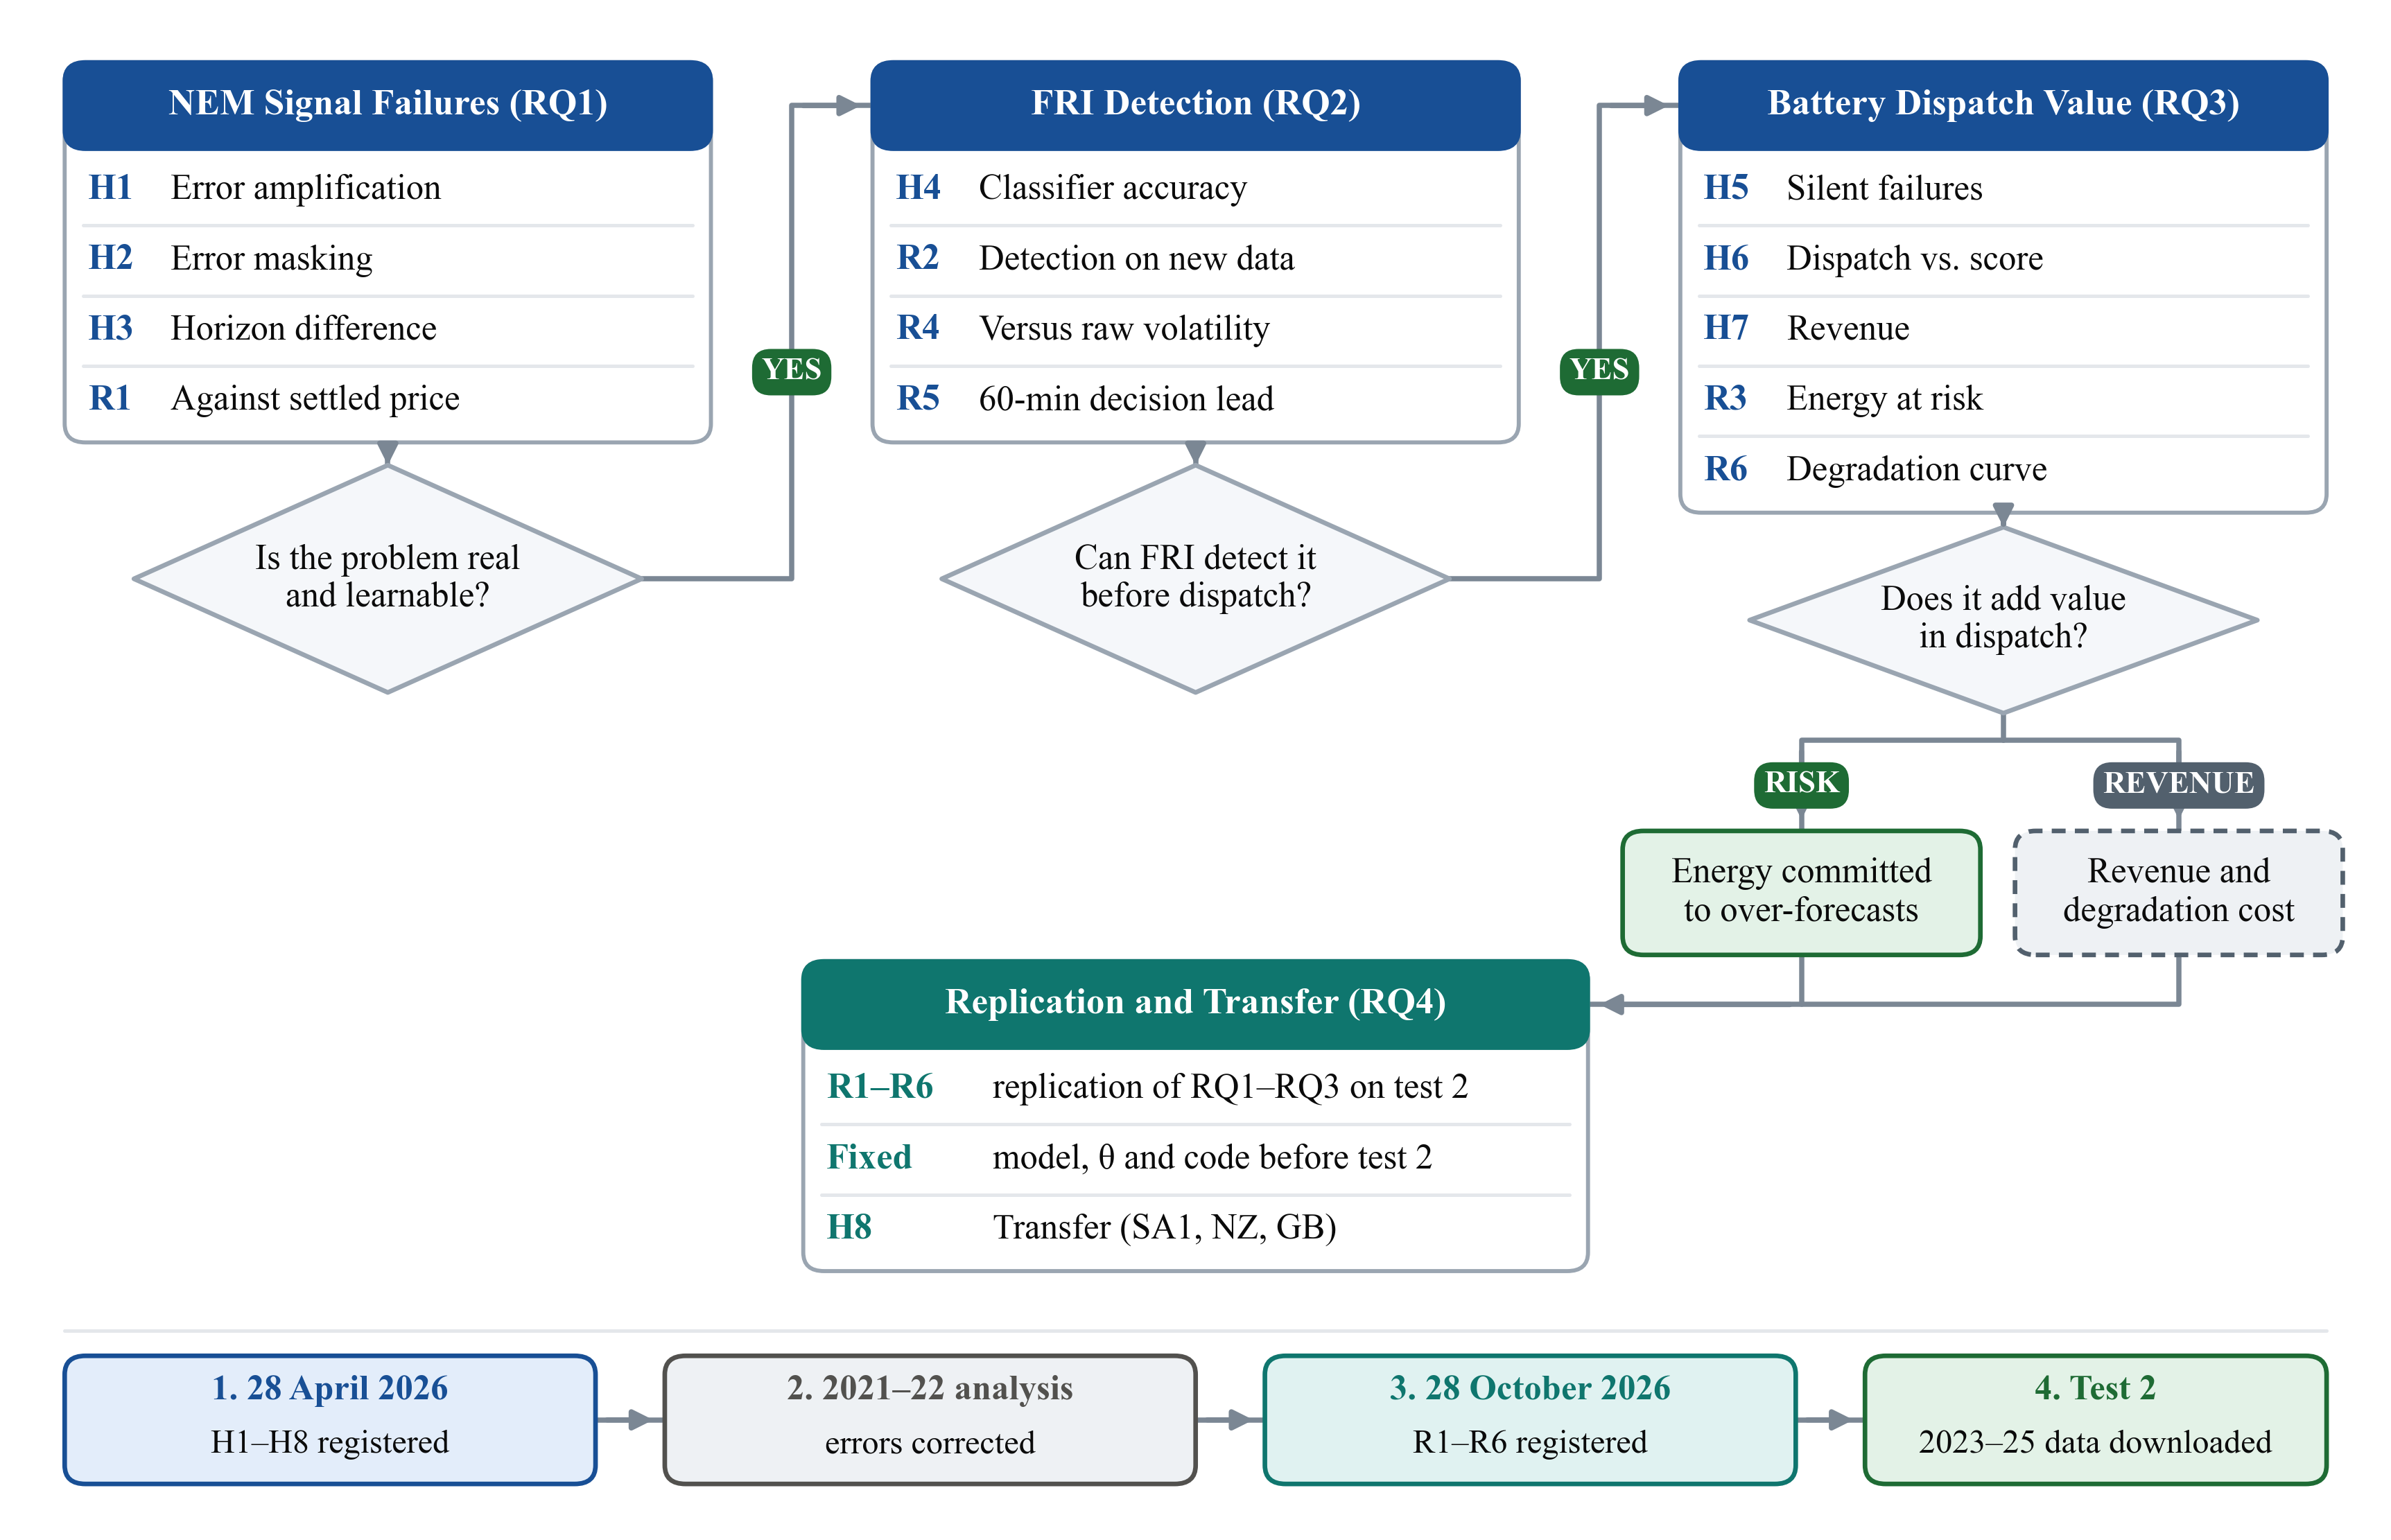 NEM Signal Failures (RQ1)
H1 Error amplification
H2 Error masking
H3 Horizon difference
R1 Against settled price
Is the problem real
and learnable?
YES
FRI Detection (RQ2)
H4 Classifier accuracy
R2 Detection on new data
R4 Versus raw volatility
R5 60-min decision lead
Can FRI detect it
before dispatch?
YES
Battery Dispatch Value (RQ3)
H5 Silent failures
H6 Dispatch vs. score
H7 Revenue
R3 Energy at risk
R6 Degradation curve
Does it add value
in dispatch?
RISK
Energy committed
to over-forecasts
REVENUE
Revenue and
degradation cost
Replication and Transfer (RQ4)
R1–R6 replication of RQ1–RQ3 on test 2
Fixed model, θ and code before test 2
H8 Transfer (SA1, NZ, GB)
1. 28 April 2026
H1–H8 registered
2. 2021–22 analysis
errors corrected
3. 28 October 2026
R1–R6 registered
4. Test 2
2023–25 data downloaded